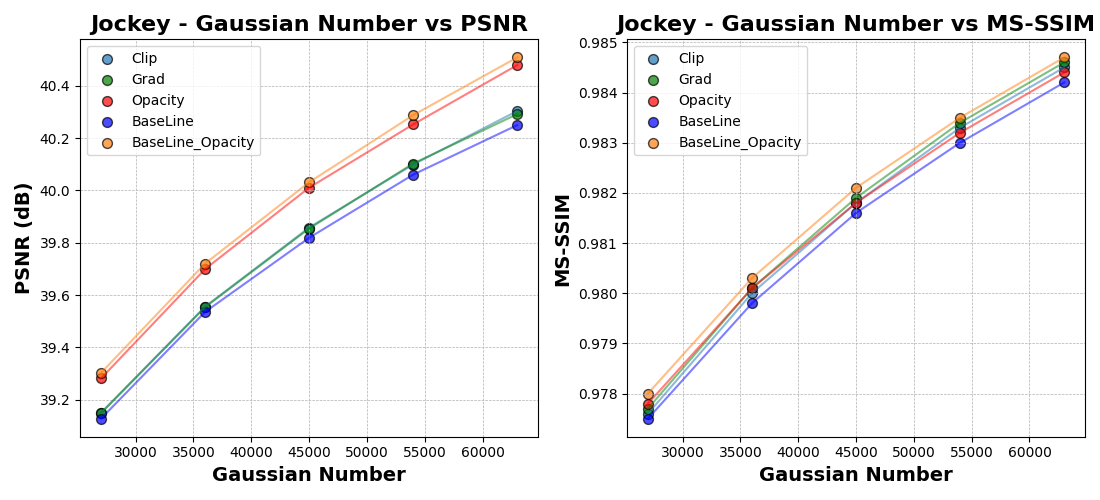 Jockey - Gaussian Number vs PSNR
PSNR (dB)
40.4
40.2
40.0
39.8
39.6
39.4
39.2
Clip
Grad
Opacity
BaseLine
BaseLine_Opacity
30000 35000 40000 45000 50000 55000 60000
Gaussian Number
Jockey - Gaussian Number vs MS-SSIM
MS-SSIM
0.985
0.984
0.983
0.982
0.981
0.980
0.979
0.978
Clip
Grad
Opacity
BaseLine
BaseLine_Opacity
30000 35000 40000 45000 50000 55000 60000
Gaussian Number